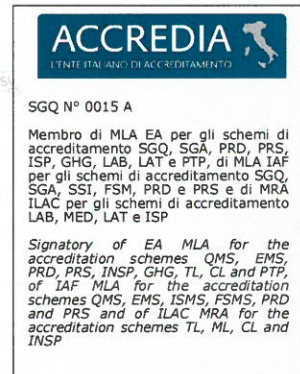 ACCREDIA
L'ENTE ITALIANO DI ACCREDITAMENTO
SGQ N° 0015 A
Membro di MLA EA per gli schemi di
accreditamento SGQ, SGA, PRD, PRS,
ISP, GHG, LAB, LAT e PTP, di MLA IAF
per gli schemi di accreditamento SGQ,
SGA, SSI, FSM, PRD e PRS e di MRA
ILAC per gli schemi di accreditamento
LAB, MED, LAT e ISP
Signatory of EA MLA for the
accreditation schemes QMS, EMS,
PRD, PRS, INSP, GHG, TL, CL and PTP,
of IAF MLA for the accreditation
schemes QMS, EMS, ISMS, FSMS, PRD
and PRS and of ILAC MRA for the
accreditation schemes TL, ML, CL and
INSP